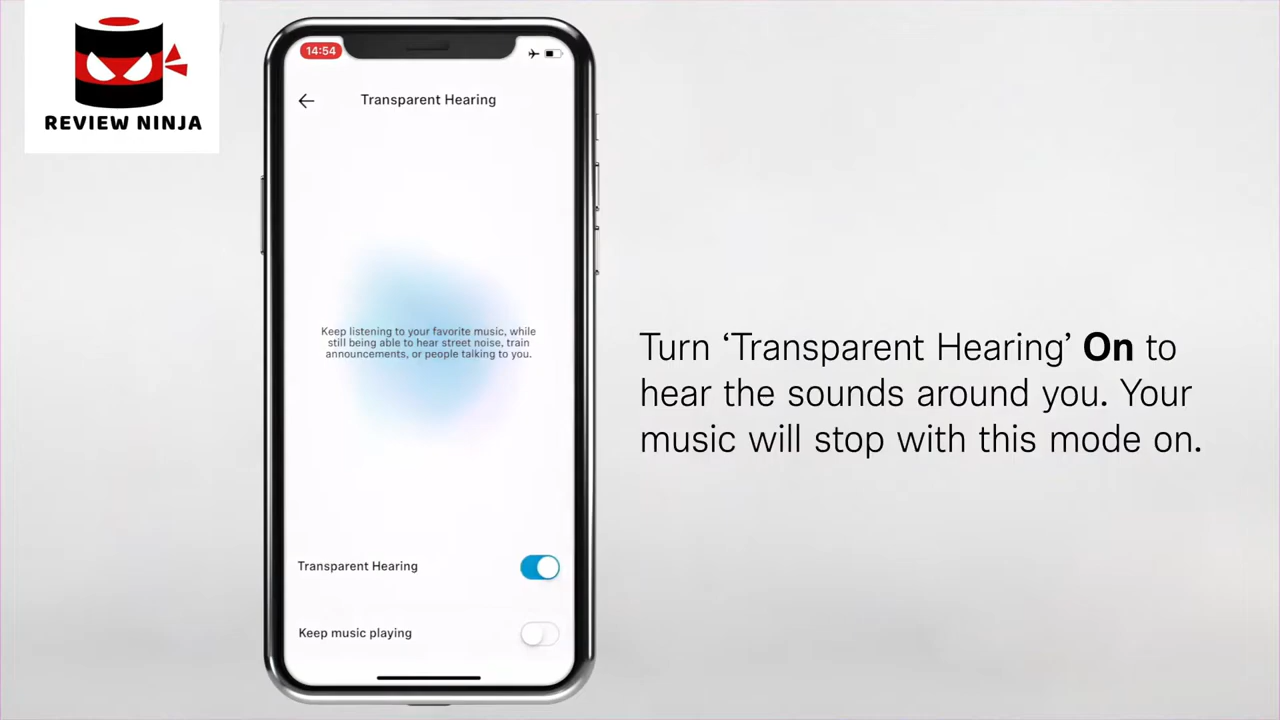 REVIEW NINJA
14:54
Transparent Hearing
Keep listening to your favorite music, while
still being able to hear street noise, train
announcements, or people talking to you.
Transparent Hearing
Keep music playing
Turn ‘Transparent Hearing’ On to
hear the sounds around you. Your
music will stop with this mode on.